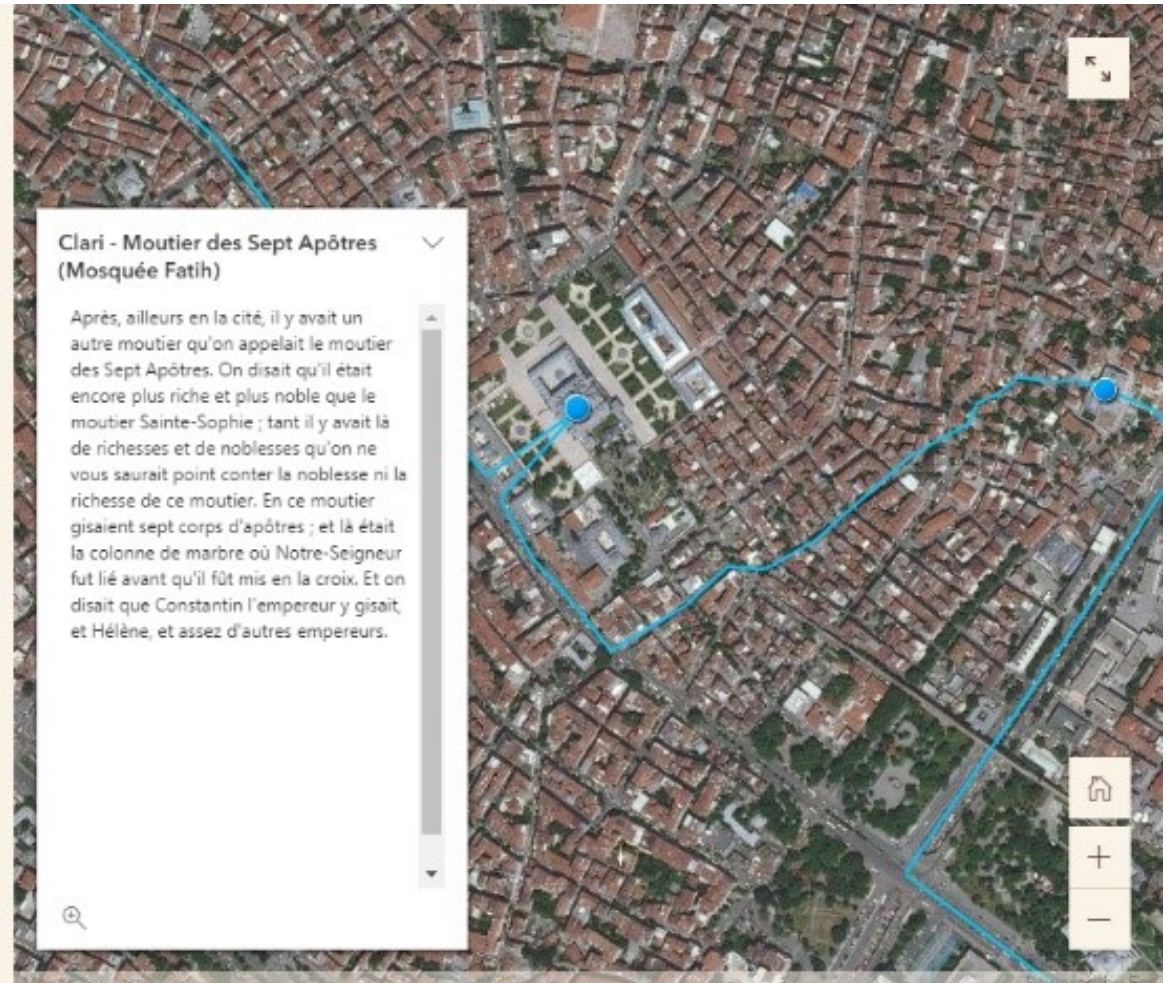 Clari - Moutier des Sept Apôtres
(Mosquée Fatih)
Après, ailleurs en la cité, il y avait un
autre moutier qu'on appelait le moutier
des Sept Apôtres. On disait qu'il était
encore plus riche et plus noble que le
moutier Sainte-Sophie ; tant il y avait là
de richesses et de noblesses qu'on ne
vous saurait point conter la noblesse ni la
richesse de ce moutier. En ce moutier
gisaient sept corps d'apôtres ; et là était
la colonne de marbre où Notre-Seigneur
fut lié avant qu'il fût mis en la croix. Et on
disait que Constantin l'empereur y gisait,
et Hélène, et assez d'autres empereurs.